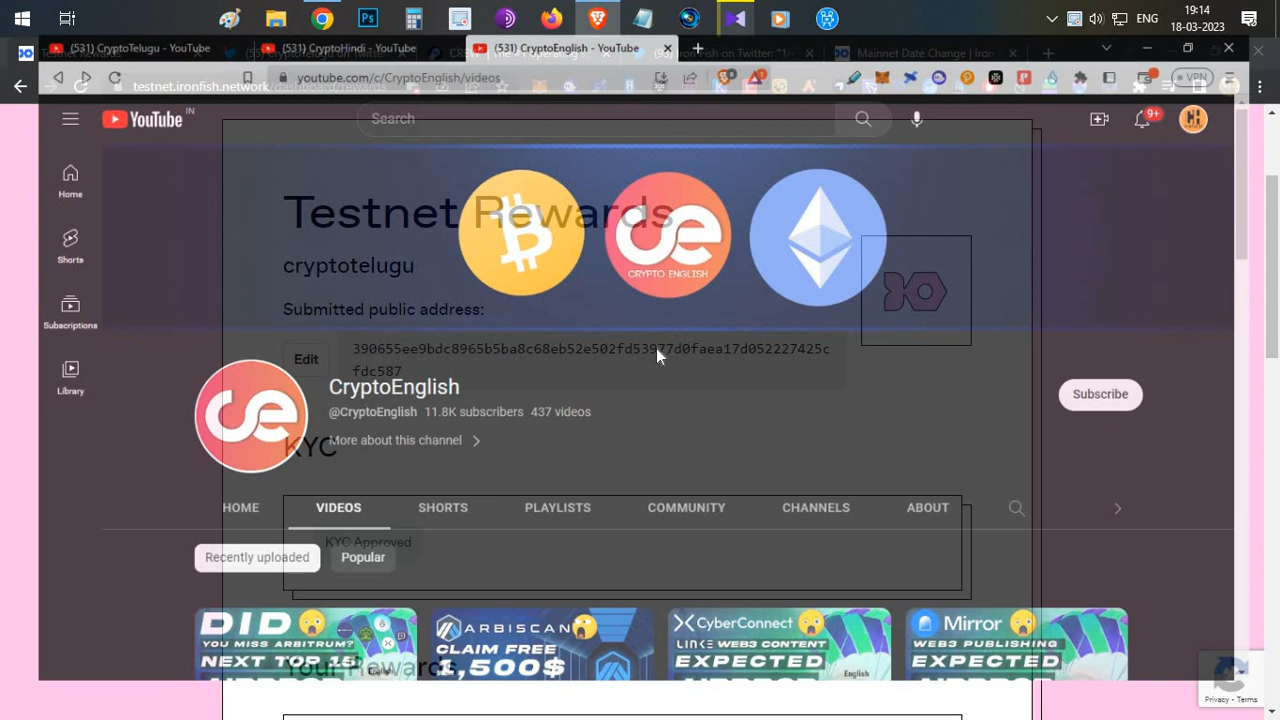 19:14
ENG
18-03-2023
(531) CryptoTelugu - YouTube
(531) CryptoHindi - YouTube
(531) CryptoEnglish - YouTube
Mainnet Date Change | Iron
youtube.com/c/CryptoEnglish/videos
testnet.ironfish.network
VPN
YouTube IN
Search
9+
Home
Shorts
Subscriptions
Library
Testnet Rewards
CRYPTO ENGLISH
cryptotelugu
Submitted public address:
Edit
390655ee9bdc8965b5ba8c68eb52e502fd53977d0faea17d052227425c
fdc587
CryptoEnglish
@CryptoEnglish 11.8K subscribers 437 videos
More about this channel
Subscribe
KYC
HOME VIDEOS SHORTS PLAYLISTS COMMUNITY CHANNELS ABOUT
KYC Approved
Recently uploaded
Popular
DID
YOU MISS ARBITRUM?
NEXT TOP 15
ARBISCAN
CLAIM FREE
1,500$
CyberConnect
LINK3 WEB3 CONTENT
EXPECTED
English
Mirror
WEB3 PUBLISHING
EXPECTED
Your Rewards
Privacy - Terms